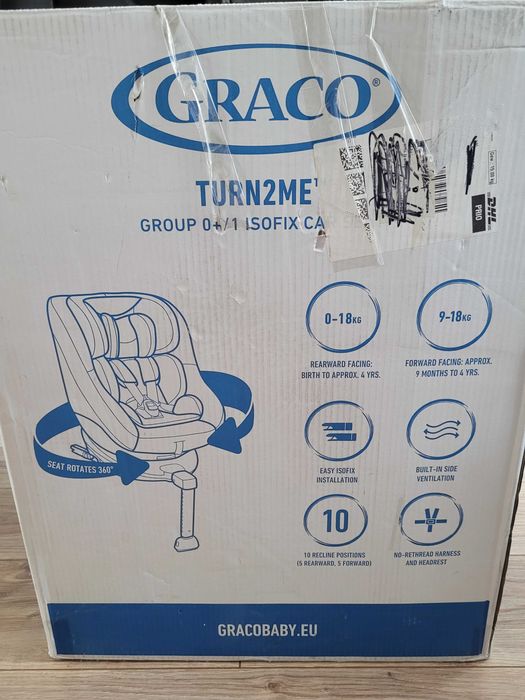 GRACO®
TURN2ME
GROUP 0+/1 ISOFIX CA
DHL
PRIO
0-18KG
REARWARD FACING:
BIRTH TO APPROX. 4 YRS.
9-18KG
FORWARD FACING: APPROX.
9 MONTHS TO 4 YRS.
SEAT ROTATES 360°
EASY ISOFIX
INSTALLATION
BUILT-IN SIDE
VENTILATION
10
10 RECLINE POSITIONS
(5 REARWARD, 5 FORWARD)
NO-RETHREAD HARNESS
AND HEADREST
GRACOBABY.EU